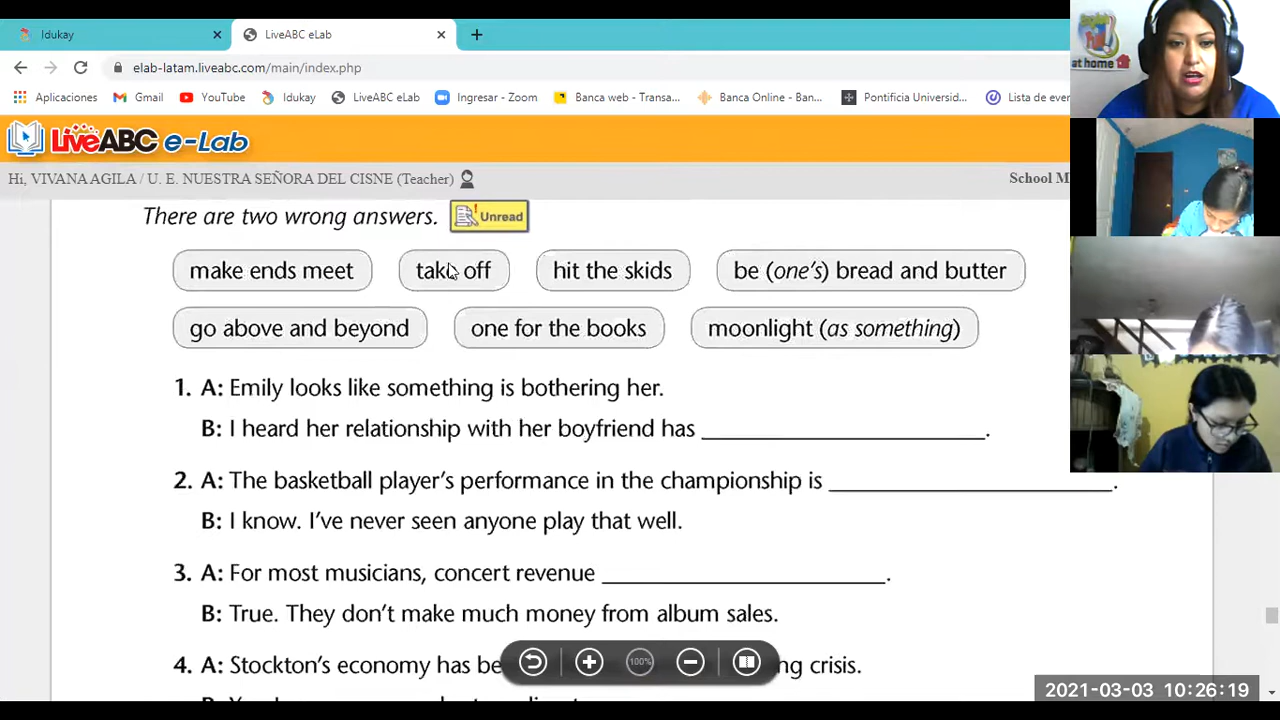 Idukay
LiveABC eLab
elab-latam.liveabc.com/main/index.php
Aplicaciones Gmail YouTube Idukay LiveABC eLab Ingresar - Zoom Banca web - Transa... Banca Online - Ban... Pontificia Universid... Lista de even
LiveABC e-Lab
at home
Hi, VIVANA AGILA / U. E. NUESTRA SEÑORA DEL CISNE (Teacher) School M
There are two wrong answers. Unread
make ends meet take off hit the skids be (one's) bread and butter
go above and beyond one for the books moonlight (as something)
1. A: Emily looks like something is bothering her.
B: I heard her relationship with her boyfriend has ______________________.
2. A: The basketball player's performance in the championship is ______________________.
B: I know. I've never seen anyone play that well.
3. A: For most musicians, concert revenue ______________________.
B: True. They don't make much money from album sales.
4. A: Stockton's economy has be ng crisis.
100%
2021-03-03 10:26:19